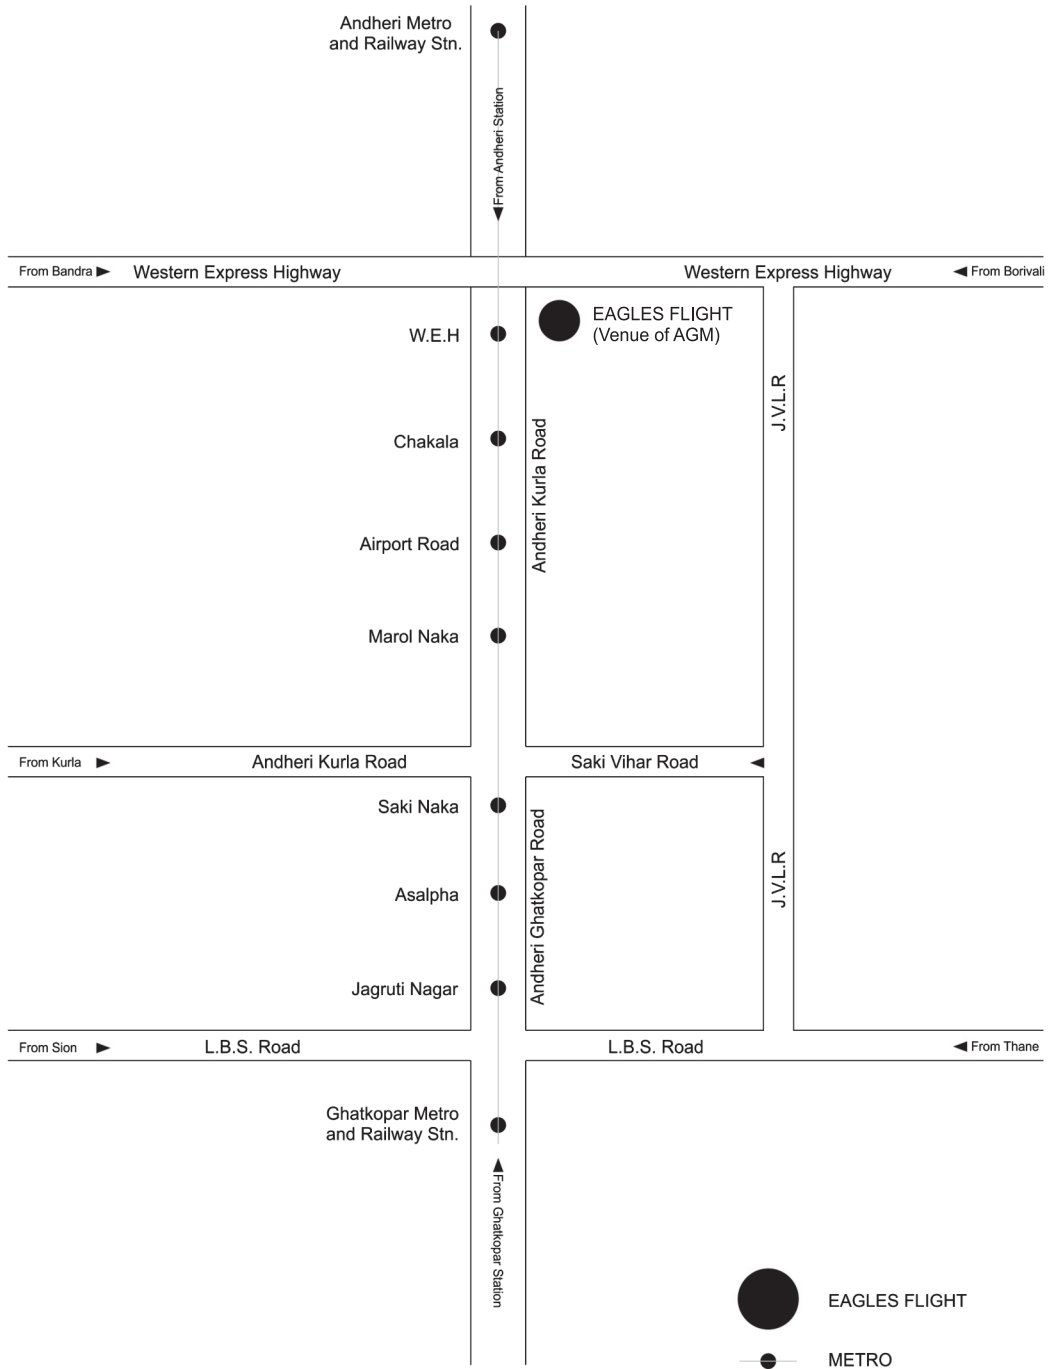 Andheri Metro
and Railway Stn.
From Andheri Station
From Bandra
Western Express Highway
Western Express Highway
From Borivali
EAGLES FLIGHT
(Venue of AGM)
W.E.H
J.V.L.R
Chakala
Andheri Kurla Road
Airport Road
Marol Naka
From Kurla
Andheri Kurla Road
Saki Vihar Road
Saki Naka
Andheri Ghatkopar Road
J.V.L.R
Asalpha
Jagruti Nagar
From Sion
L.B.S. Road
L.B.S. Road
From Thane
Ghatkopar Metro
and Railway Stn.
From Ghatkopar Station
EAGLES FLIGHT
METRO